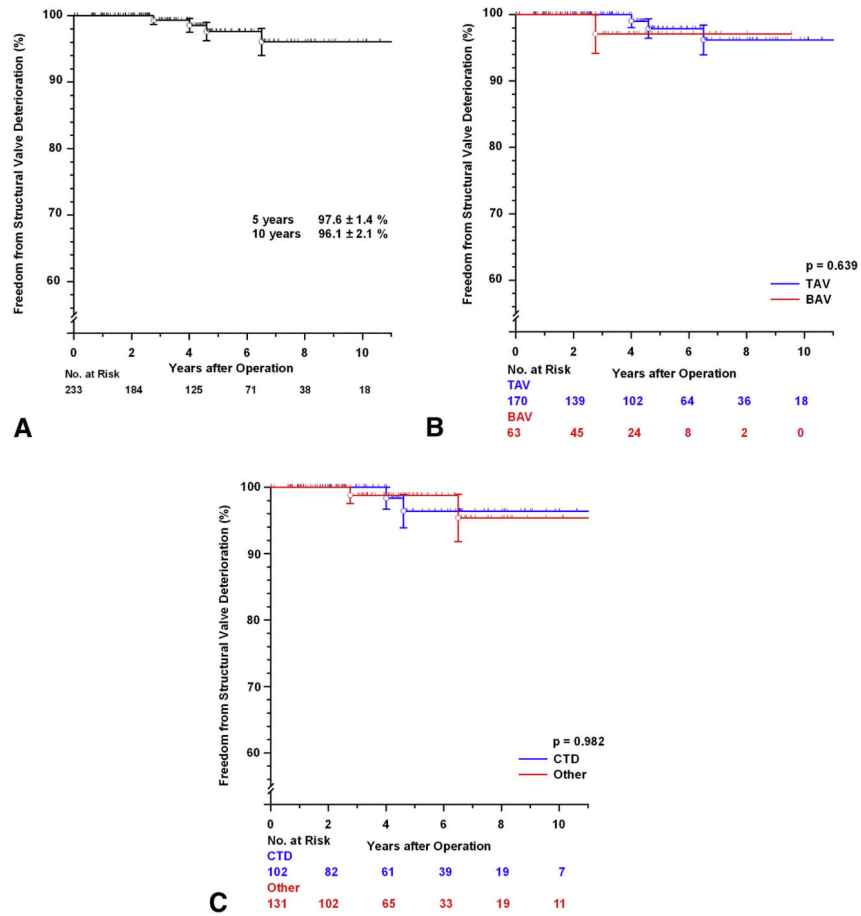 Freedom from Structural Valve Deterioration (%)
100
90
80
70
60
5 years 97.6 ± 1.4 %
10 years 96.1 ± 2.1 %
0 2 4 6 8 10
Years after Operation
No. at Risk
233 184 125 71 38 18
A
Freedom from Structural Valve Deterioration (%)
100
90
80
70
60
p = 0.639
TAV
BAV
0 2 4 6 8 10
No. at Risk
Years after Operation
TAV
170 139 102 64 36 18
BAV
63 45 24 8 2 0
B
Freedom from Structural Valve Deterioration (%)
100
90
80
70
60
p = 0.982
CTD
Other
0 2 4 6 8 10
No. at Risk
Years after Operation
CTD
102 82 61 39 19 7
Other
131 102 65 33 19 11
C